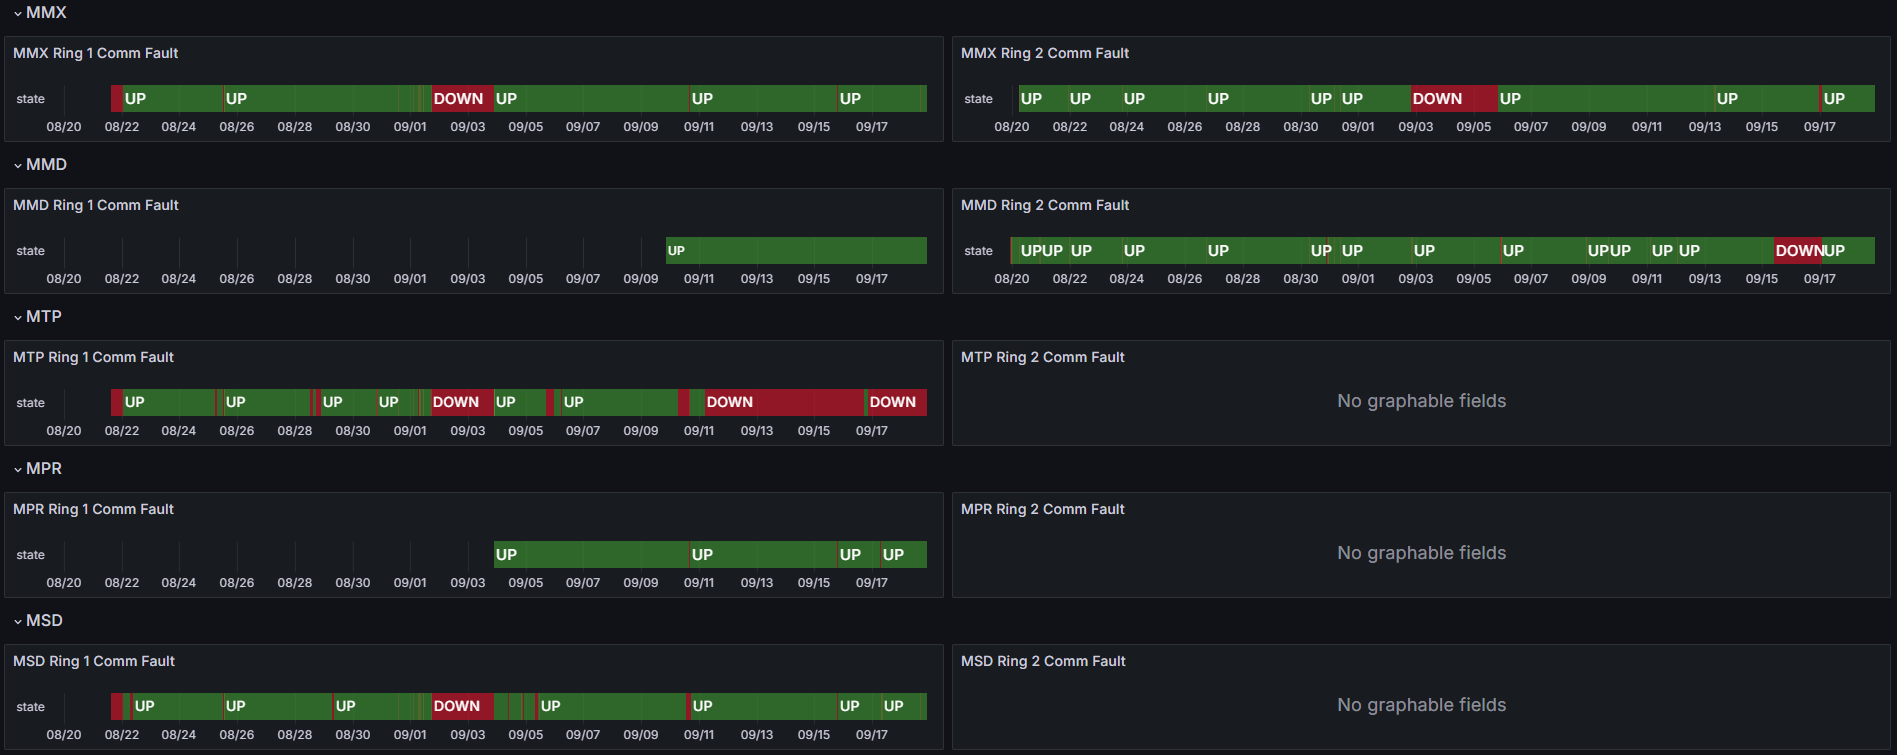 MMX
MMX Ring 1 Comm Fault
state UP UP DOWN UP UP UP
08/20 08/22 08/24 08/26 08/28 08/30 09/01 09/03 09/05 09/07 09/09 09/11 09/13 09/15 09/17
MMX Ring 2 Comm Fault
state UP UP UP UP UP UP DOWN UP UP UP
08/20 08/22 08/24 08/26 08/28 08/30 09/01 09/03 09/05 09/07 09/09 09/11 09/13 09/15 09/17
MMD
MMD Ring 1 Comm Fault
state UP
08/20 08/22 08/24 08/26 08/28 08/30 09/01 09/03 09/05 09/07 09/09 09/11 09/13 09/15 09/17
MMD Ring 2 Comm Fault
state UP UP UP UP UP UP UP UP UP UP UP UP UP DOWN UP
08/20 08/22 08/24 08/26 08/28 08/30 09/01 09/03 09/05 09/07 09/09 09/11 09/13 09/15 09/17
MTP
MTP Ring 1 Comm Fault
state UP UP UP UP DOWN UP UP DOWN DOWN
08/20 08/22 08/24 08/26 08/28 08/30 09/01 09/03 09/05 09/07 09/09 09/11 09/13 09/15 09/17
MTP Ring 2 Comm Fault
No graphable fields
MPR
MPR Ring 1 Comm Fault
state UP UP UP UP
08/20 08/22 08/24 08/26 08/28 08/30 09/01 09/03 09/05 09/07 09/09 09/11 09/13 09/15 09/17
MPR Ring 2 Comm Fault
No graphable fields
MSD
MSD Ring 1 Comm Fault
state UP UP UP DOWN UP UP UP UP
08/20 08/22 08/24 08/26 08/28 08/30 09/01 09/03 09/05 09/07 09/09 09/11 09/13 09/15 09/17
MSD Ring 2 Comm Fault
No graphable fields